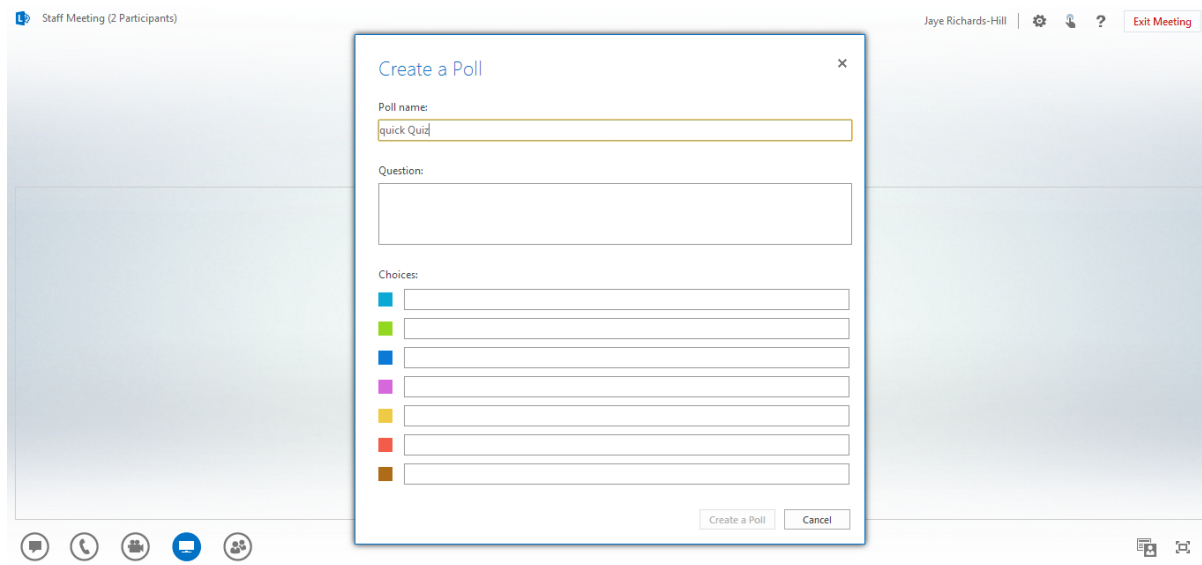 Staff Meeting (2 Participants)
Jaye Richards-Hill
?
Exit Meeting
Create a Poll
Poll name:
quick Quiz
Question:
Choices:
Create a Poll
Cancel